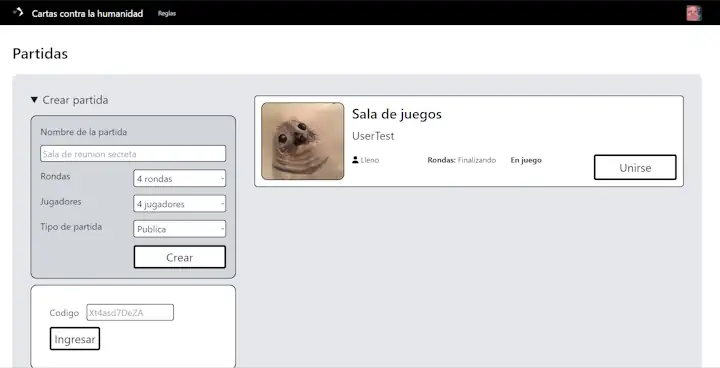 Cartas contra la humanidad
Reglas
Partidas
Crear partida
Nombre de la partida
Sala de reunion secreta
Rondas
4 rondas
Jugadores
4 jugadores
Tipo de partida
Publica
Crear
Codigo
Xt4asd7DeZA
Ingresar
Sala de juegos
UserTest
Lleno
Rondas: Finalizando
En juego
Unirse